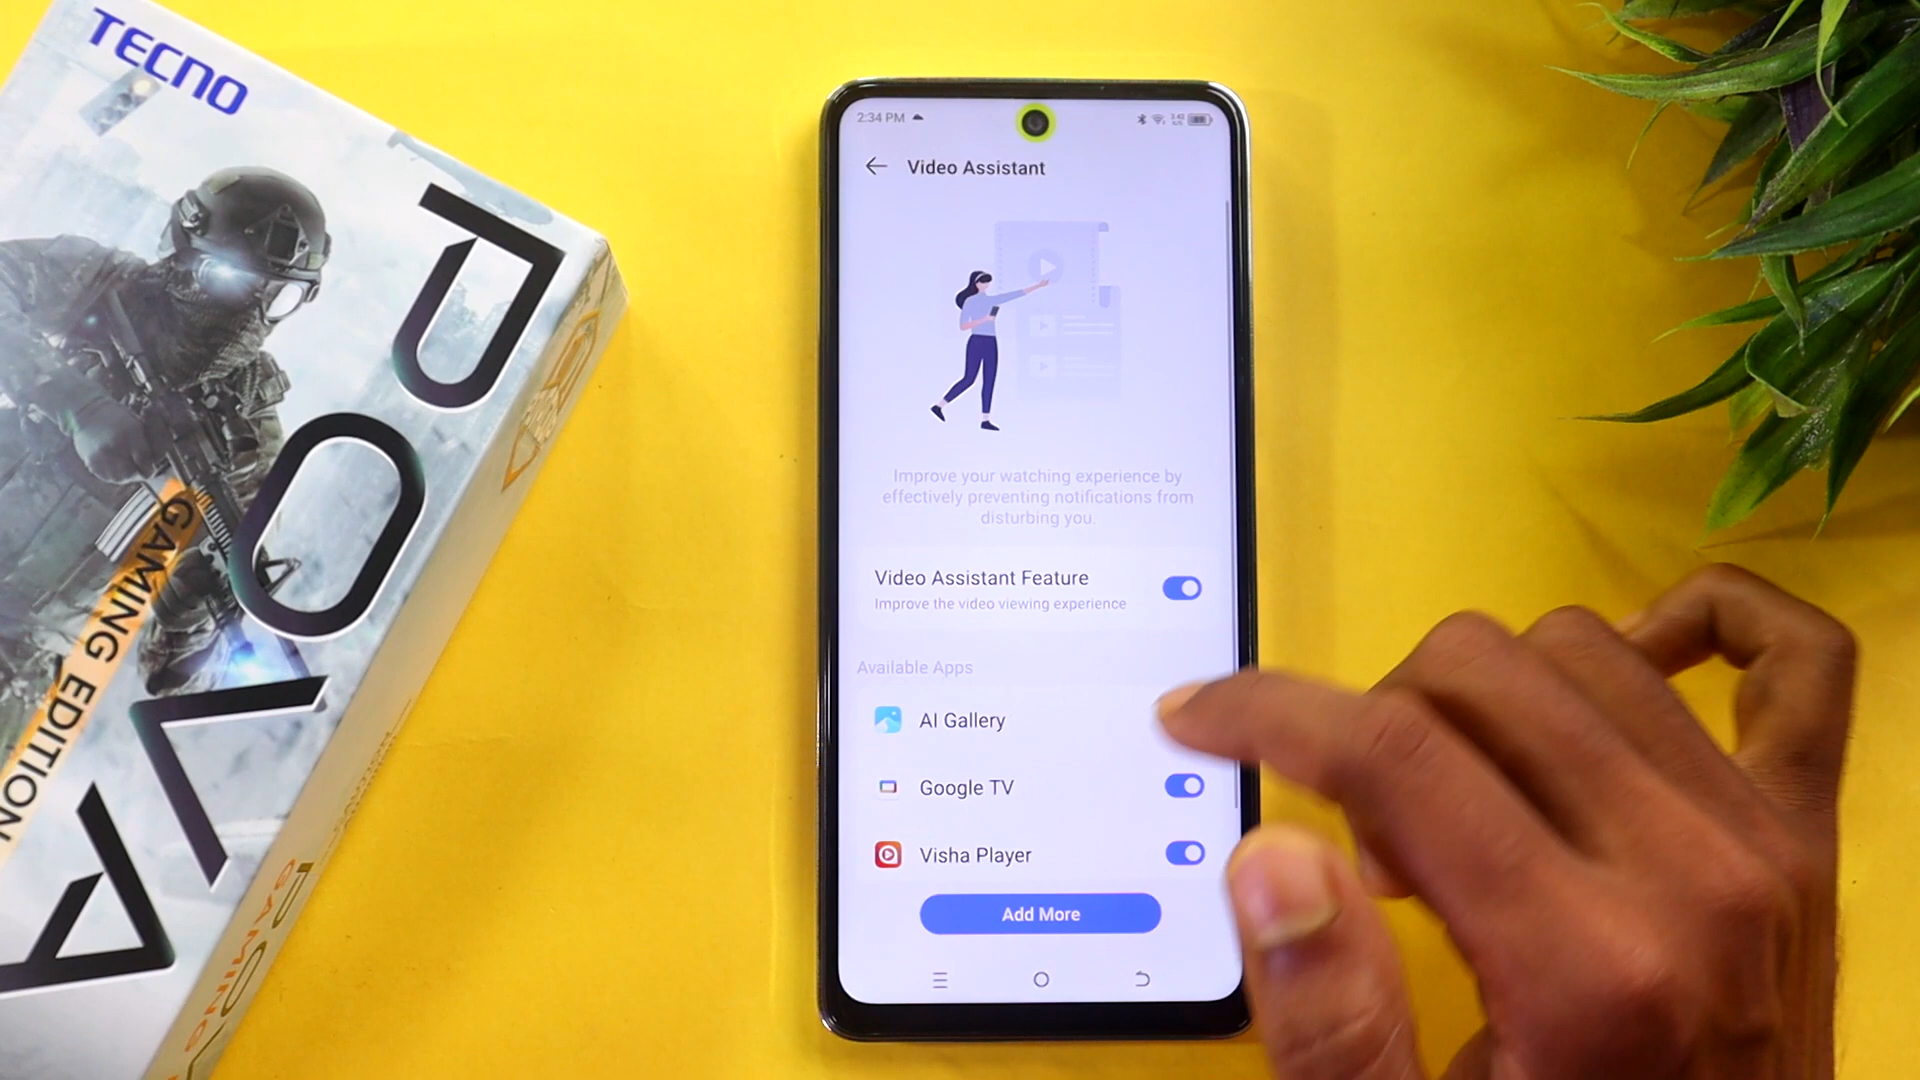 TECNO
POVA
GAMING EDITION
2:34 PM
Video Assistant
Improve your watching experience by
effectively preventing notifications from
disturbing you.
Video Assistant Feature
Improve the video viewing experience
Available Apps
AI Gallery
Google TV
Visha Player
Add More